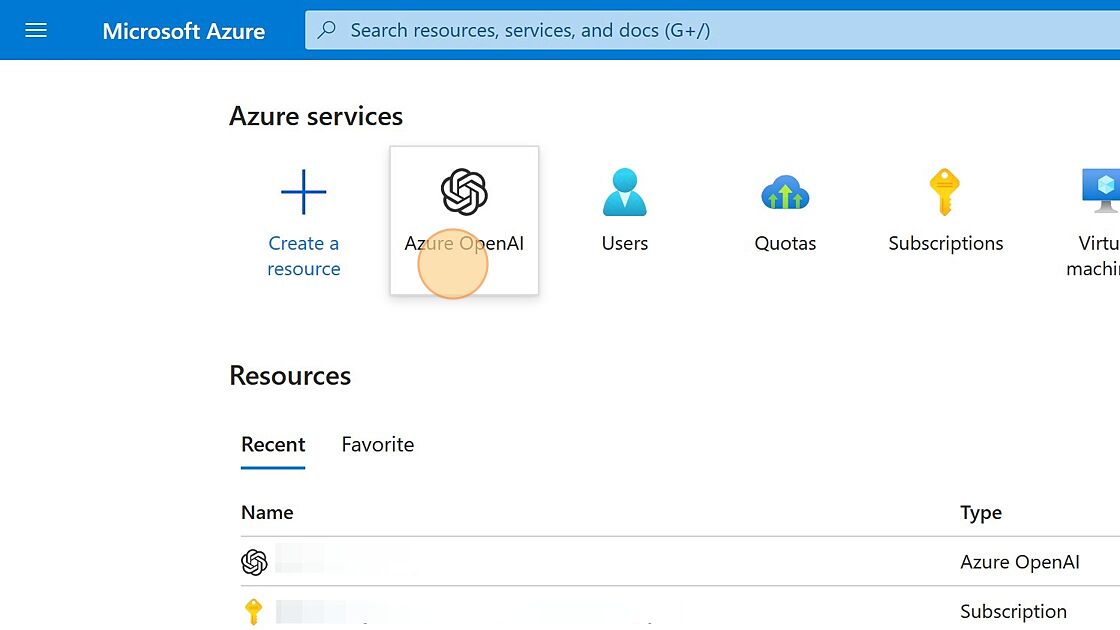 Microsoft Azure
Search resources, services, and docs (G+/)
Azure services
Create a
resource
Azure OpenAI
Users
Quotas
Subscriptions
Resources
Recent
Favorite
Name
Type
Azure OpenAI
Subscription